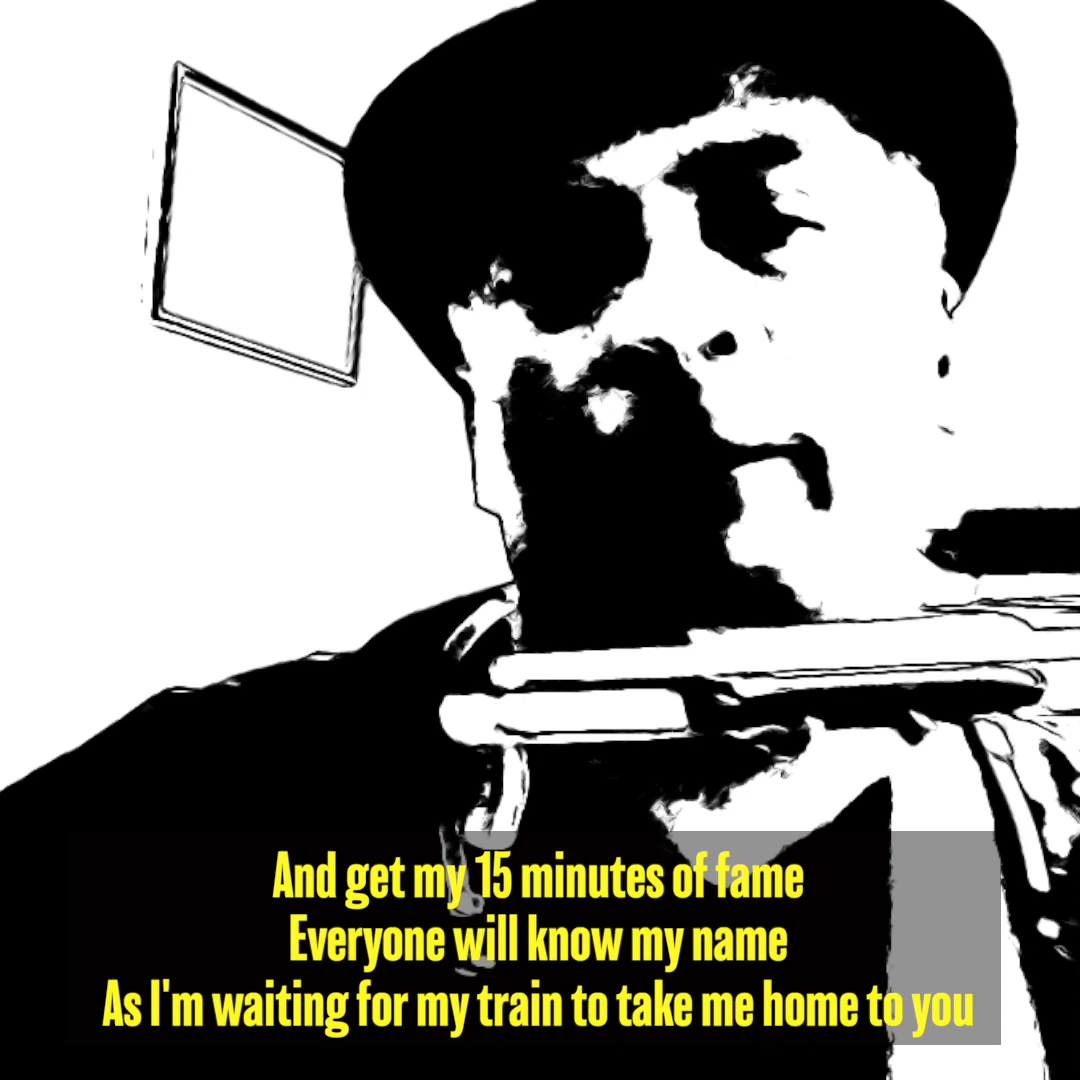 And get my 15 minutes of fame
Everyone will know my name
As I'm waiting for my train to take me home to you